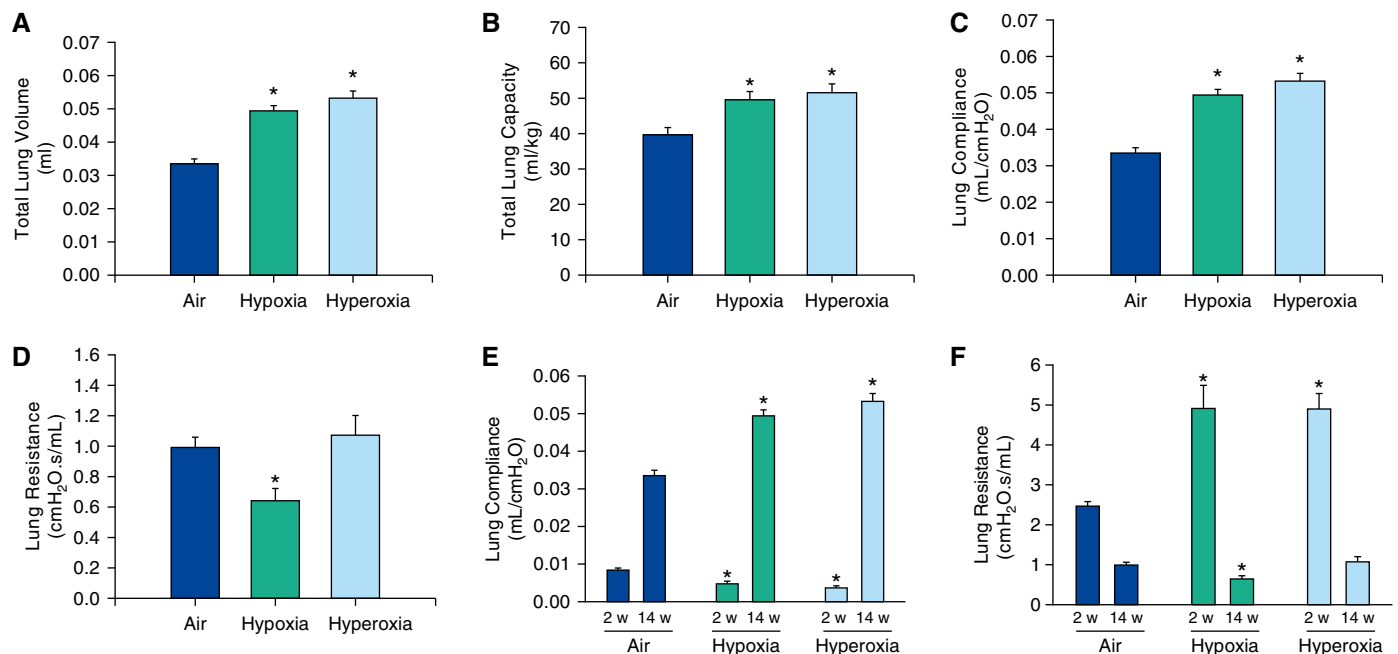 A
Total Lung Volume
(ml)
0.07
0.06
0.05
0.04
0.03
0.02
0.01
0.00
*
*
Air
Hypoxia
Hyperoxia
B
Total Lung Capacity
(ml/kg)
70
60
50
40
30
20
10
0
*
*
Air
Hypoxia
Hyperoxia
C
Lung Compliance
(mL/cmH₂O)
0.07
0.06
0.05
0.04
0.03
0.02
0.01
0.00
*
*
Air
Hypoxia
Hyperoxia
D
Lung Resistance
(cmH₂O.s/mL)
1.6
1.4
1.2
1.0
0.8
0.6
0.4
0.2
0.0
*
Air
Hypoxia
Hyperoxia
E
Lung Compliance
(mL/cmH₂O)
0.06
0.05
0.04
0.03
0.02
0.01
0.00
*
*
*
*
2 w 14 w 2 w 14 w 2 w 14 w
Air
Hypoxia
Hyperoxia
F
Lung Resistance
(cmH₂O.s/mL)
6
5
4
3
2
1
0
*
*
*
2 w 14 w 2 w 14 w 2 w 14 w
Air
Hypoxia
Hyperoxia